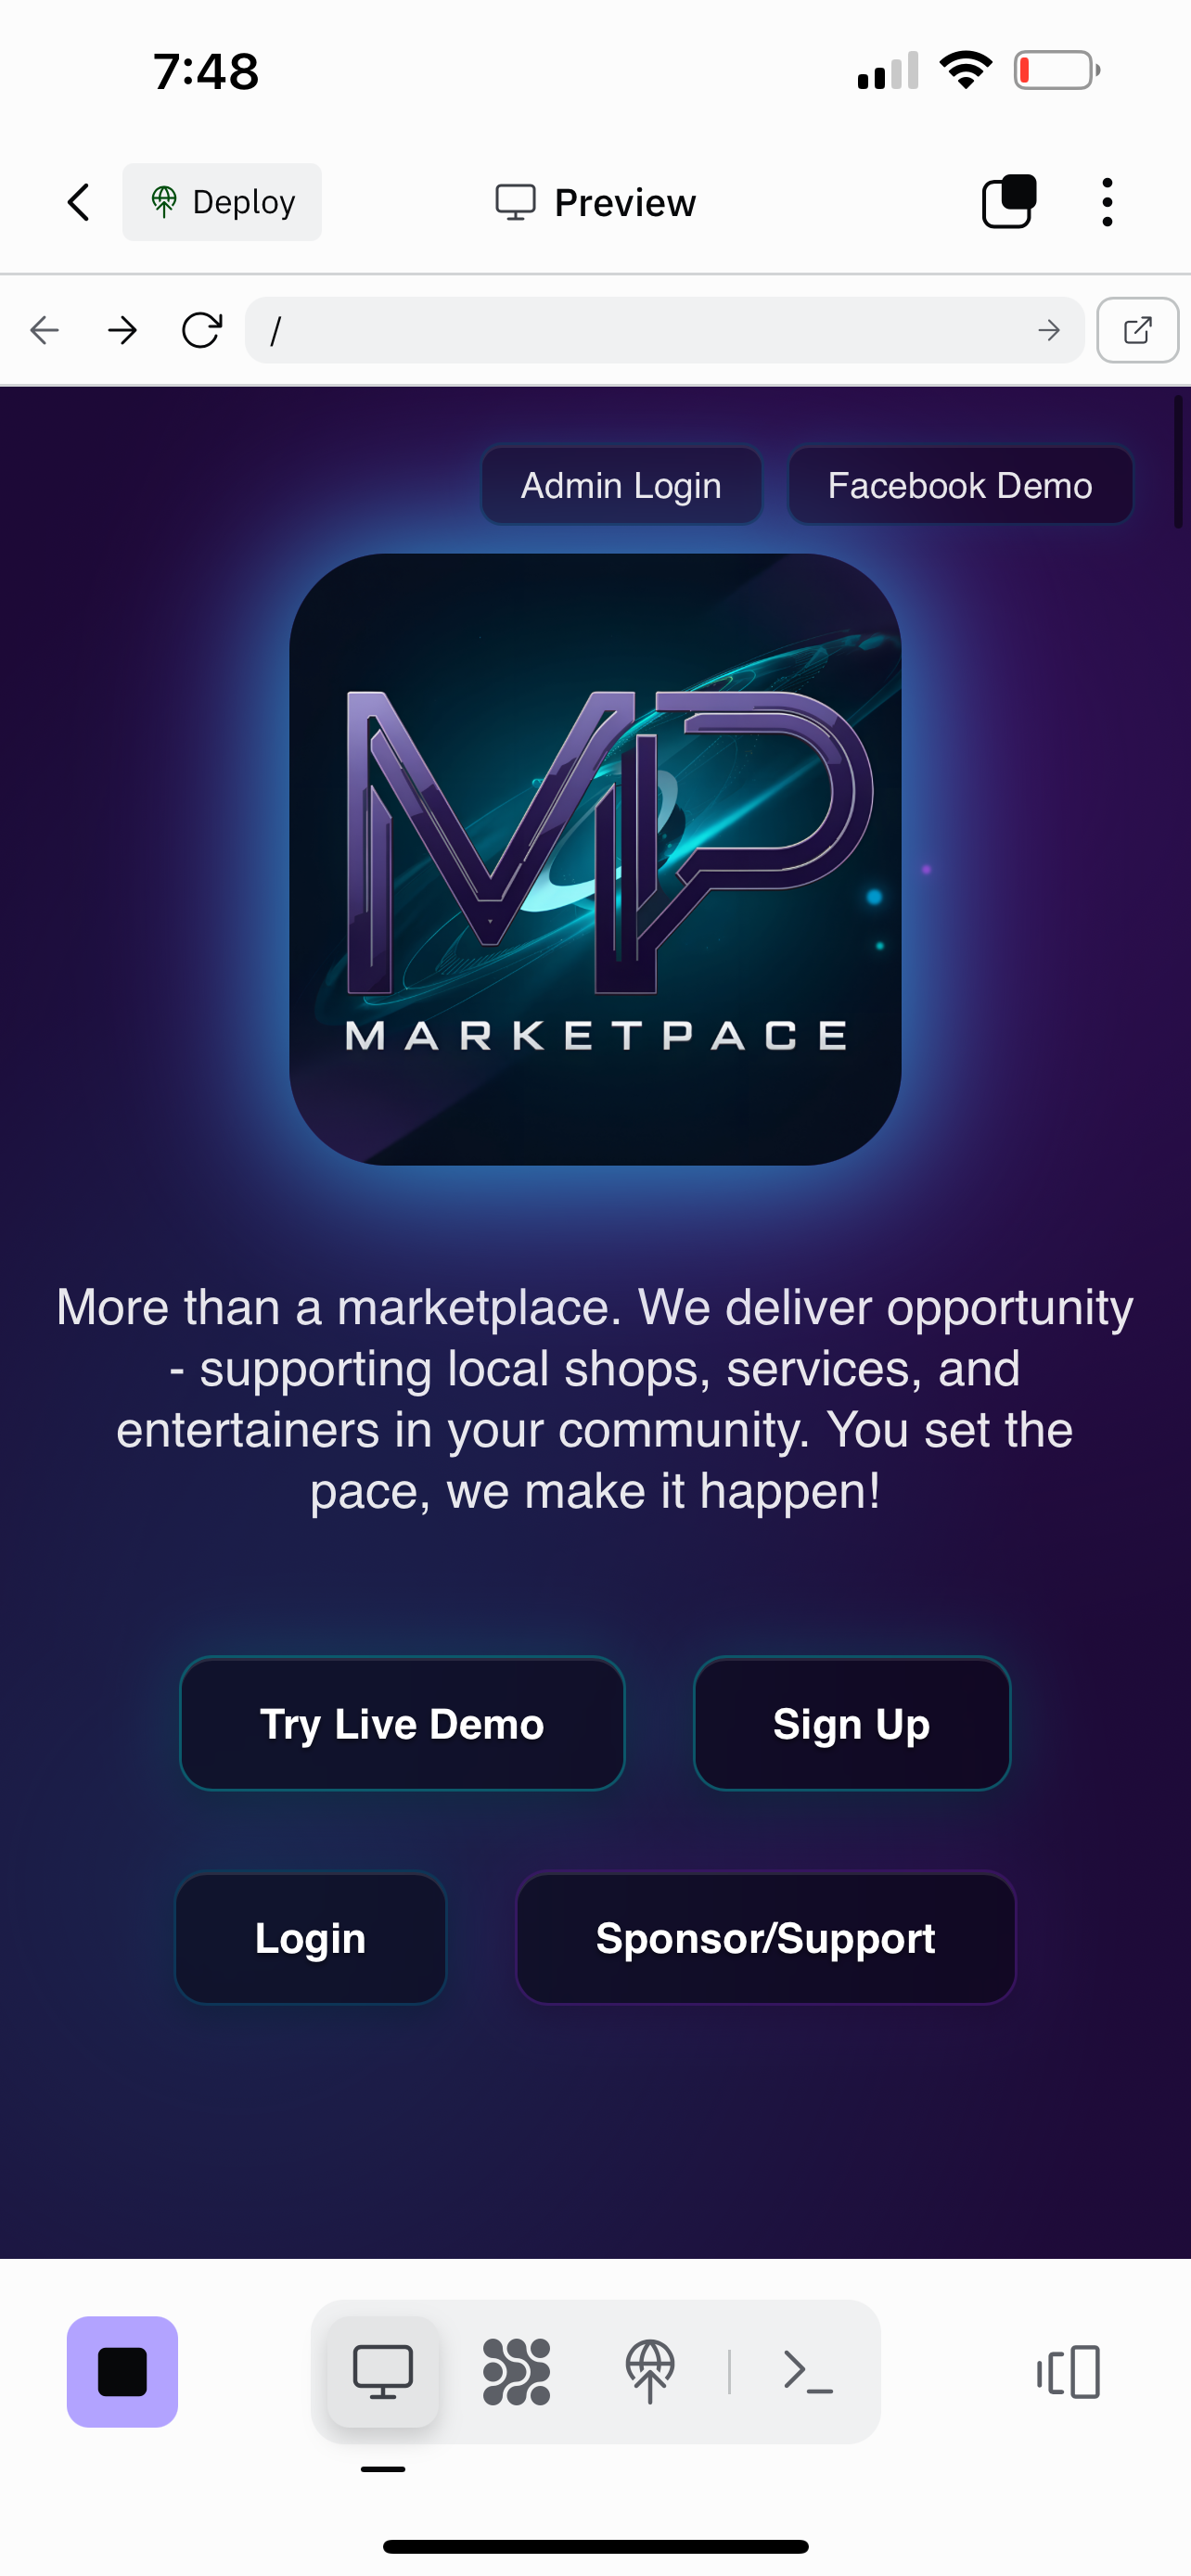 7:48
Deploy
Preview
/
Admin Login
Facebook Demo
MP
MARKETPACE
More than a marketplace. We deliver opportunity
- supporting local shops, services, and
entertainers in your community. You set the
pace, we make it happen!
Try Live Demo
Sign Up
Login
Sponsor/Support